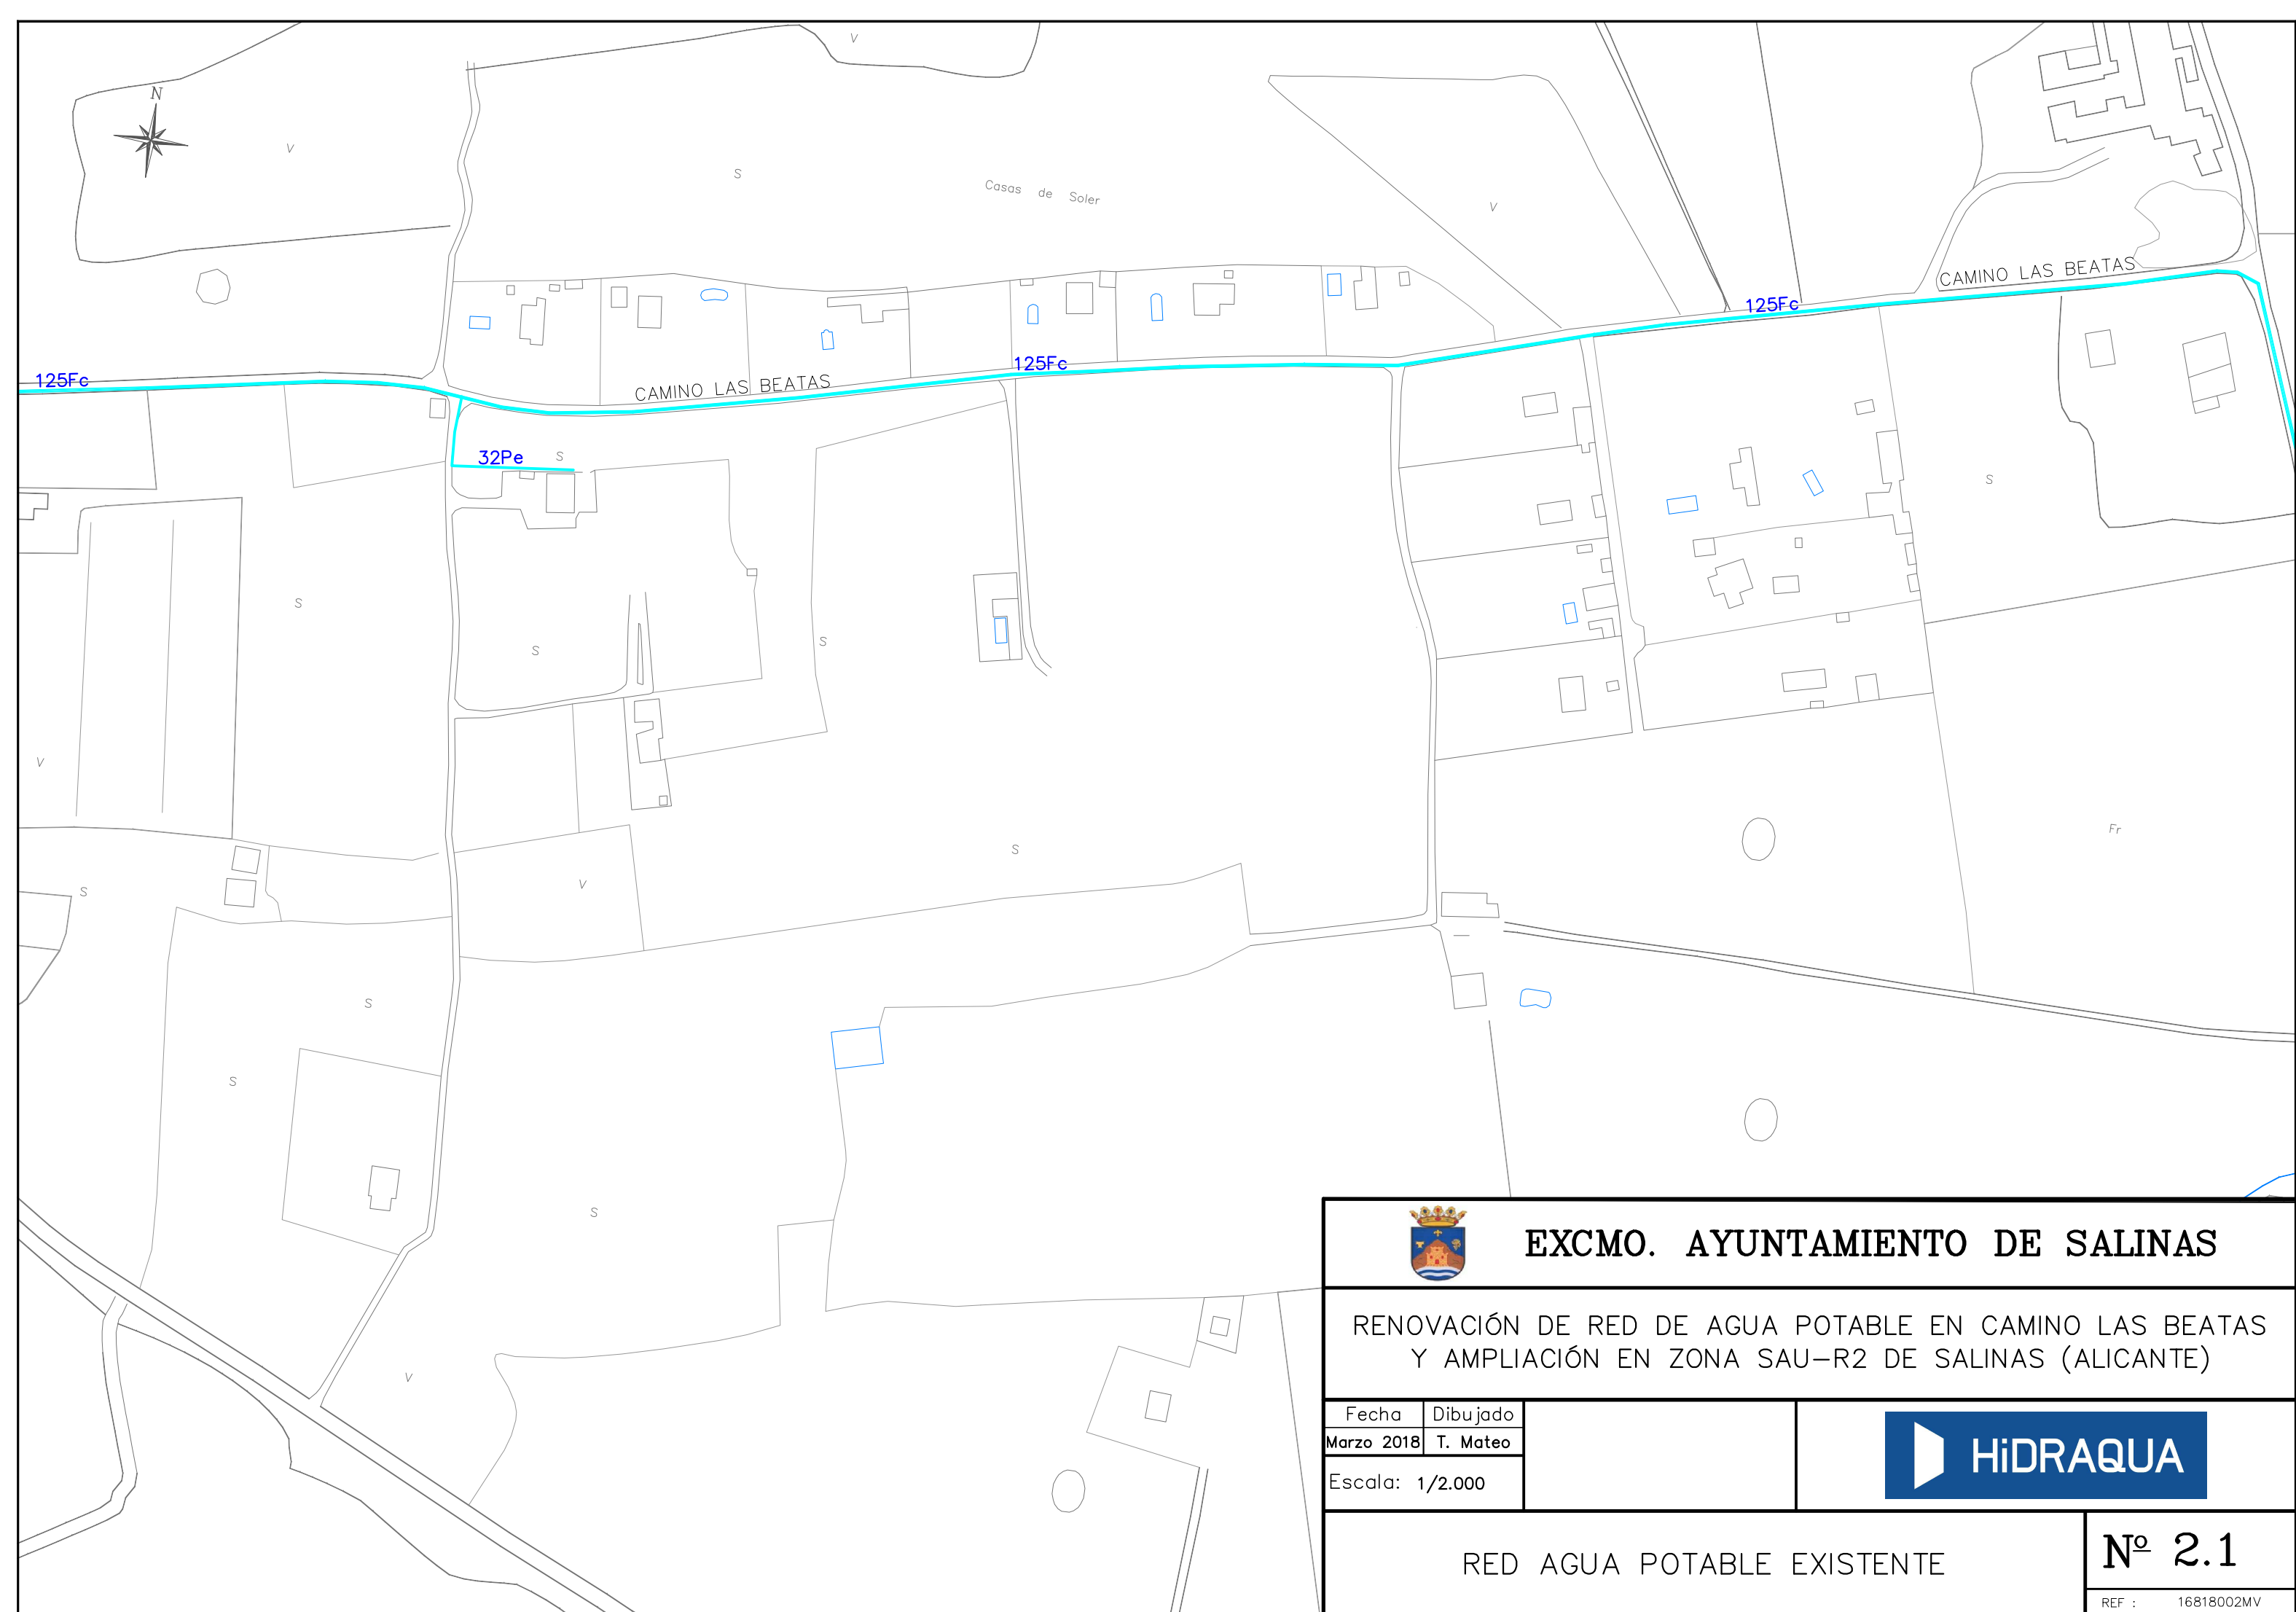 V
N
V
S
Casas de Soler
V
CAMINO LAS BEATAS
125Fc
125Fc
125Fc
CAMINO LAS BEATAS
32Pe
S
S
S
S
S
V
Fr
S
V
S
S
S
S
V
EXCMO. AYUNTAMIENTO DE SALINAS
RENOVACIÓN DE RED DE AGUA POTABLE EN CAMINO LAS BEATAS
Y AMPLIACIÓN EN ZONA SAU-R2 DE SALINAS (ALICANTE)
Fecha Dibujado
Marzo 2018 T. Mateo
Escala: 1/2.000
HiDRAQUA
RED AGUA POTABLE EXISTENTE
Nº 2.1
REF : 16818002MV